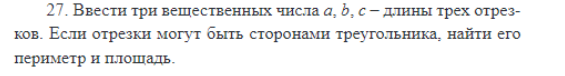 27. Ввести три вещественных числа a, b, c – длины трех отрез-
ков. Если отрезки могут быть сторонами треугольника, найти его
периметр и площадь.